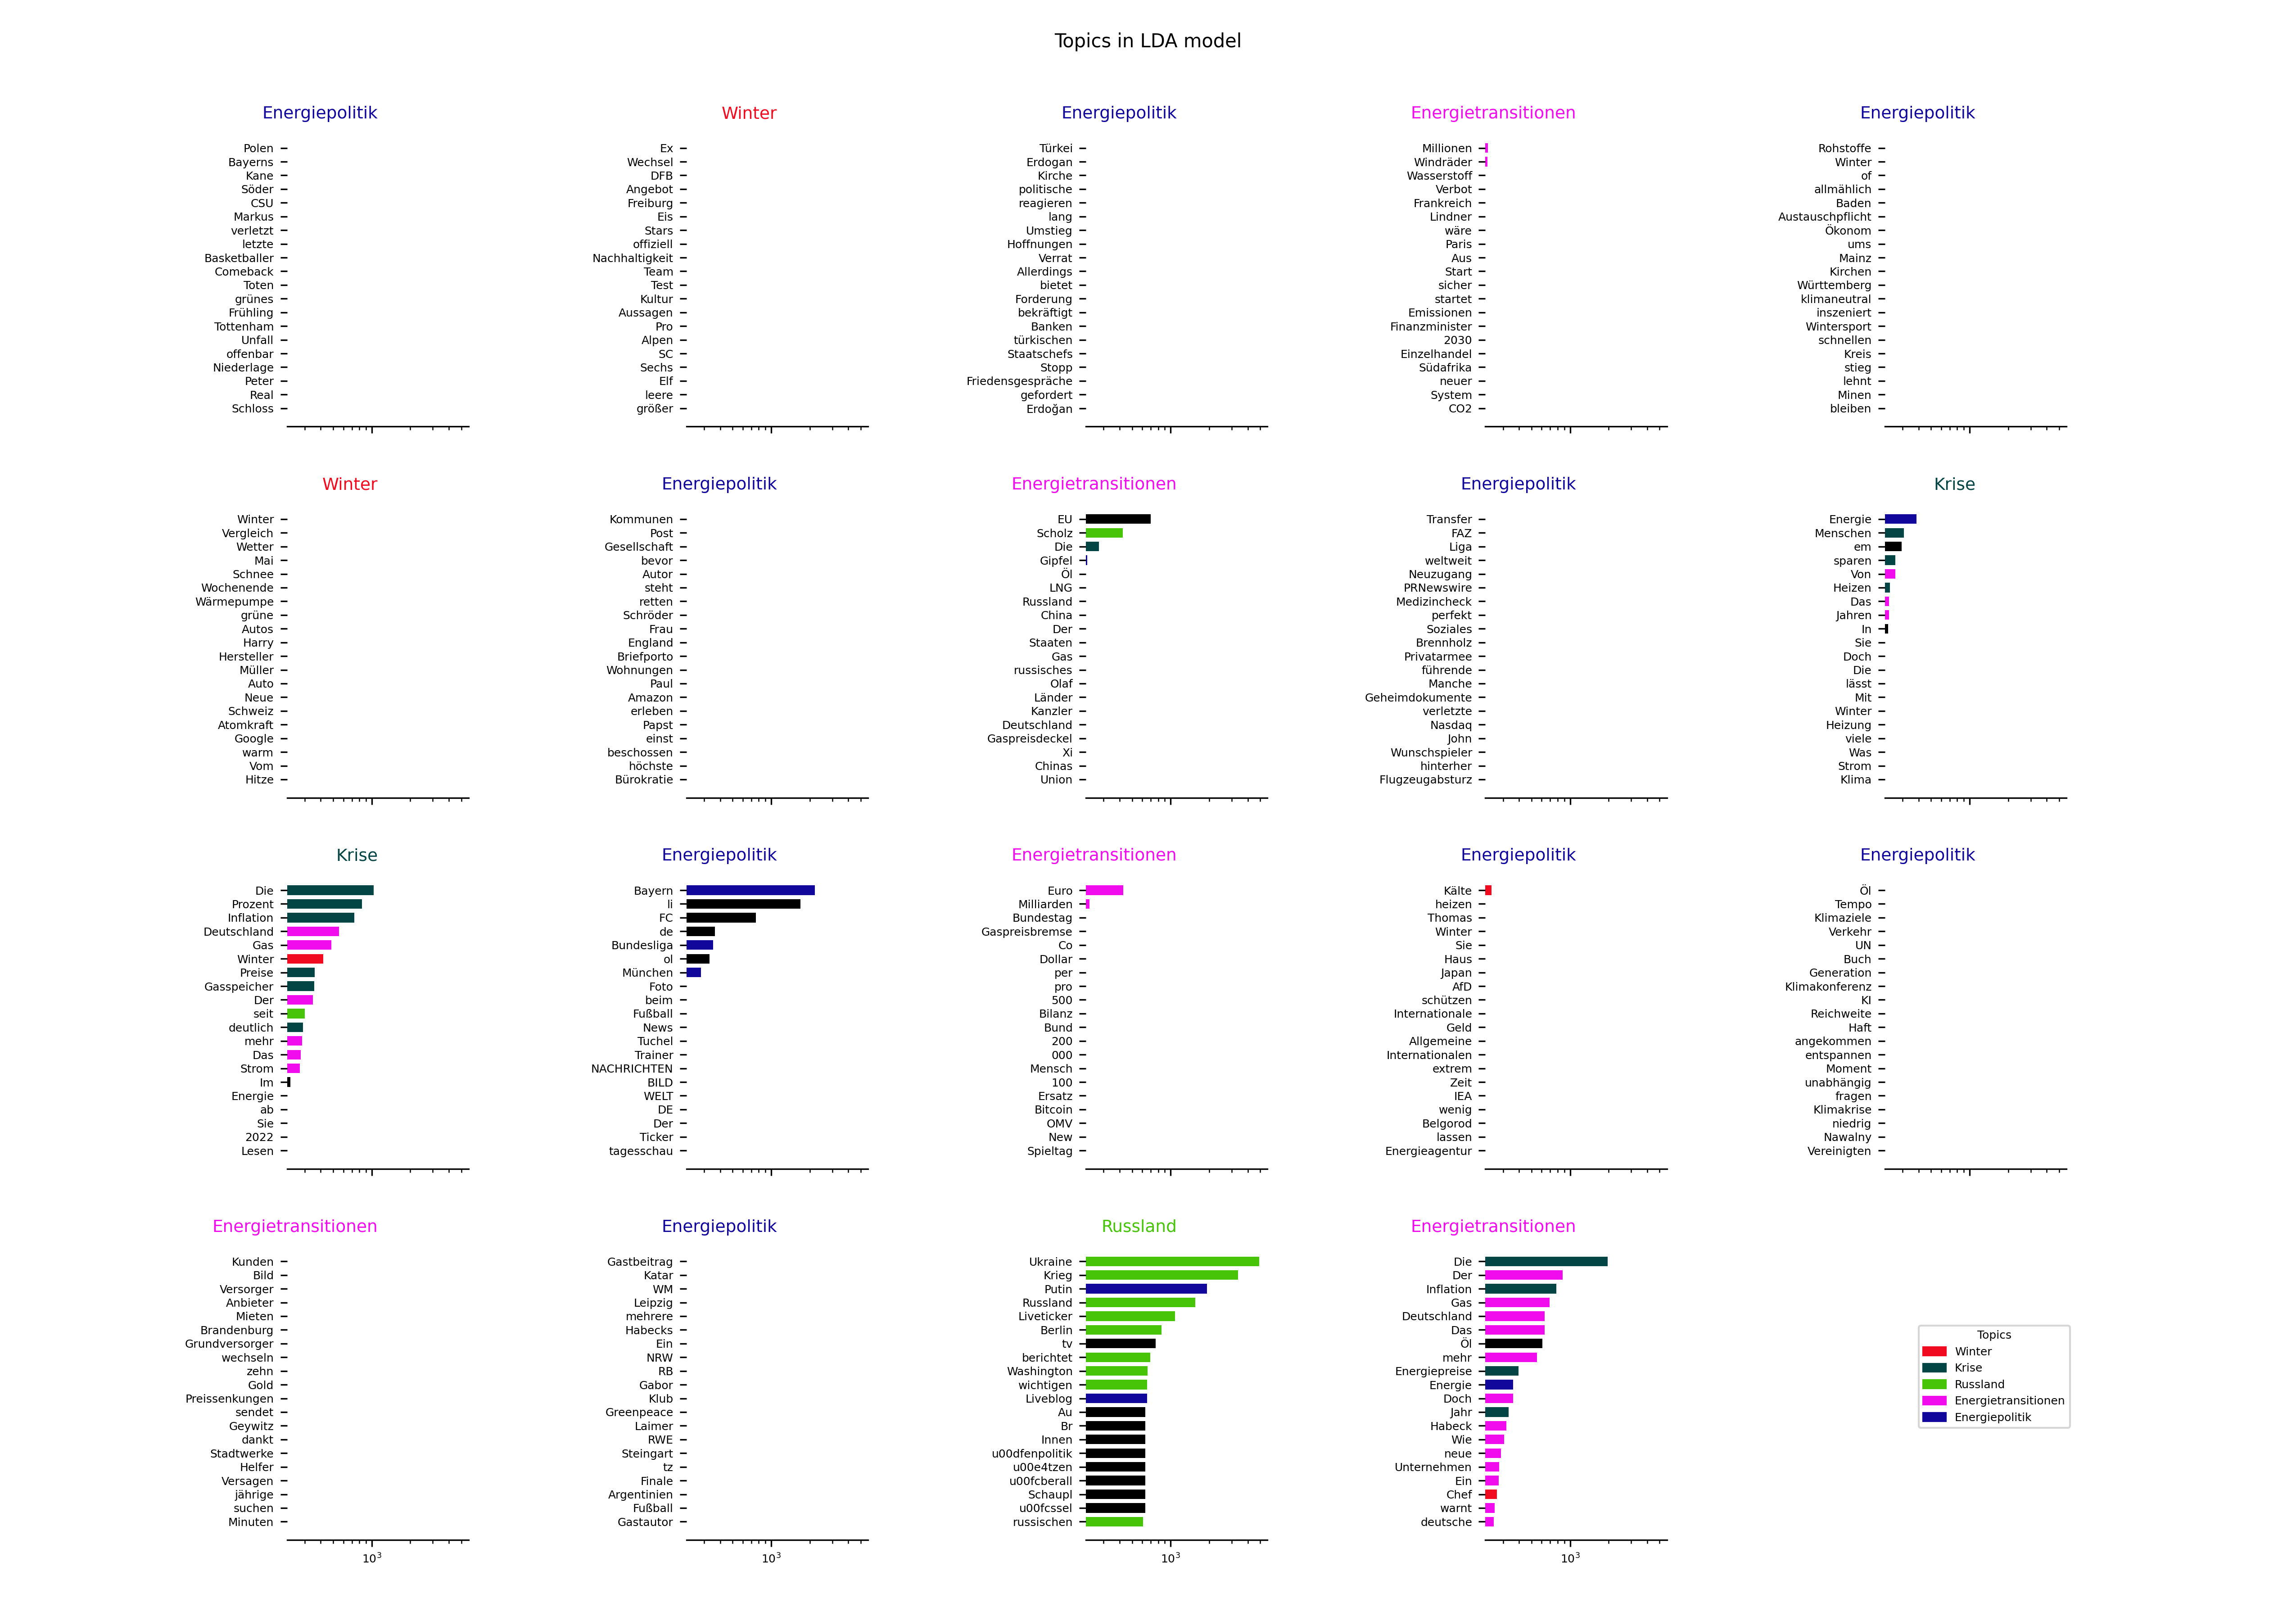 Topics in LDA model
Energiepolitik
Polen
Bayerns
Kane
Söder
CSU
Markus
verletzt
letzte
Basketballer
Comeback
Toten
grünes
Frühling
Tottenham
Unfall
offenbar
Niederlage
Peter
Real
Schloss
Winter
Ex
Wechsel
DFB
Angebot
Freiburg
Eis
Stars
offiziell
Nachhaltigkeit
Team
Test
Kultur
Aussagen
Pro
Alpen
SC
Sechs
Elf
leere
größer
Energiepolitik
Türkei
Erdogan
Kirche
politische
reagieren
lang
Umstieg
Hoffnungen
Verrat
Allerdings
bietet
Forderung
bekräftigt
Banken
türkischen
Staatschefs
Stopp
Friedensgespräche
gefordert
Erdoğan
Energietransitionen
Millionen
Windräder
Wasserstoff
Verbot
Frankreich
Lindner
wäre
Paris
Aus
Start
sicher
startet
Emissionen
Finanzminister
2030
Einzelhandel
Südafrika
neuer
System
CO2
Energiepolitik
Rohstoffe
Winter
of
allmählich
Baden
Austauschpflicht
Ökonom
ums
Mainz
Kirchen
Württemberg
klimaneutral
inszeniert
Wintersport
schnellen
Kreis
stieg
lehnt
Minen
bleiben
Winter
Winter
Vergleich
Wetter
Mai
Schnee
Wochenende
Wärmepumpe
grüne
Autos
Harry
Hersteller
Müller
Auto
Neue
Schweiz
Atomkraft
Google
warm
Vom
Hitze
Energiepolitik
Kommunen
Post
Gesellschaft
bevor
Autor
steht
retten
Schröder
Frau
England
Briefporto
Wohnungen
Paul
Amazon
erleben
Papst
einst
beschossen
höchste
Bürokratie
Energietransitionen
EU
Scholz
Die
Gipfel
Öl
LNG
Russland
China
Der
Staaten
Gas
russisches
Olaf
Länder
Kanzler
Deutschland
Gaspreisdeckel
Xi
Chinas
Union
Energiepolitik
Transfer
FAZ
Liga
weltweit
Neuzugang
PRNewswire
Medizincheck
perfekt
Soziales
Brennholz
Privatarmee
führende
Manche
Geheimdokumente
verletzte
Nasdaq
John
Wunschspieler
hinterher
Flugzeugabsturz
Krise
Energie
Menschen
em
sparen
Von
Heizen
Das
Jahren
In
Sie
Doch
Die
lässt
Mit
Winter
Heizung
viele
Was
Strom
Klima
Krise
Die
Prozent
Inflation
Deutschland
Gas
Winter
Preise
Gasspeicher
Der
seit
deutlich
mehr
Das
Strom
Im
Energie
ab
Sie
2022
Lesen
Energiepolitik
Bayern
li
FC
de
Bundesliga
ol
München
Foto
beim
Fußball
News
Tuchel
Trainer
NACHRICHTEN
BILD
WELT
DE
Der
Ticker
tagesschau
Energietransitionen
Euro
Milliarden
Bundestag
Gaspreisbremse
Co
Dollar
per
pro
500
Bilanz
Bund
200
000
Mensch
100
Ersatz
Bitcoin
OMV
New
Spieltag
Energiepolitik
Kälte
heizen
Thomas
Winter
Sie
Haus
Japan
AfD
schützen
Internationale
Geld
Allgemeine
Internationalen
extrem
Zeit
IEA
wenig
Belgorod
lassen
Energieagentur
Energiepolitik
Öl
Tempo
Klimaziele
Verkehr
UN
Buch
Generation
Klimakonferenz
KI
Reichweite
Haft
angekommen
entspannen
Moment
unabhängig
fragen
Klimakrise
niedrig
Nawalny
Vereinigten
Energietransitionen
Kunden
Bild
Versorger
Anbieter
Mieten
Brandenburg
Grundversorger
wechseln
zehn
Gold
Preissenkungen
sendet
Geywitz
dankt
Stadtwerke
Helfer
Versagen
jährige
suchen
Minuten
10³
Energiepolitik
Gastbeitrag
Katar
WM
Leipzig
mehrere
Habecks
Ein
NRW
RB
Gabor
Klub
Greenpeace
Laimer
RWE
Steingart
tz
Finale
Argentinien
Fußball
Gastautor
10³
Russland
Ukraine
Krieg
Putin
Russland
Liveticker
Berlin
tv
berichtet
Washington
wichtigen
Liveblog
Au
Br
Innen
u00dfenpolitik
u00e4tzen
u00fcberall
Schaupl
u00fcssel
russischen
10³
Energietransitionen
Die
Der
Inflation
Gas
Deutschland
Das
Öl
mehr
Energiepreise
Energie
Doch
Jahr
Habeck
Wie
neue
Unternehmen
Ein
Chef
warnt
deutsche
10³
Topics
Winter
Krise
Russland
Energietransitionen
Energiepolitik